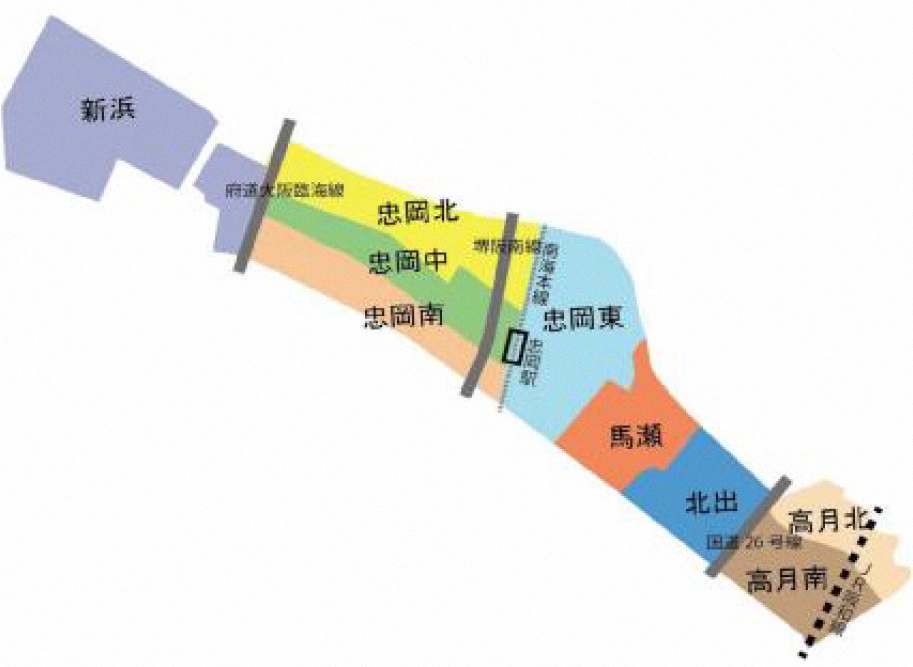 新浜
府道大阪臨海線
忠岡北
堺阪南線
南海本線
忠岡中
忠岡南
忠岡東
忠岡駅
馬瀬
北出
高月北
国道26号線
高月南
JR阪和線